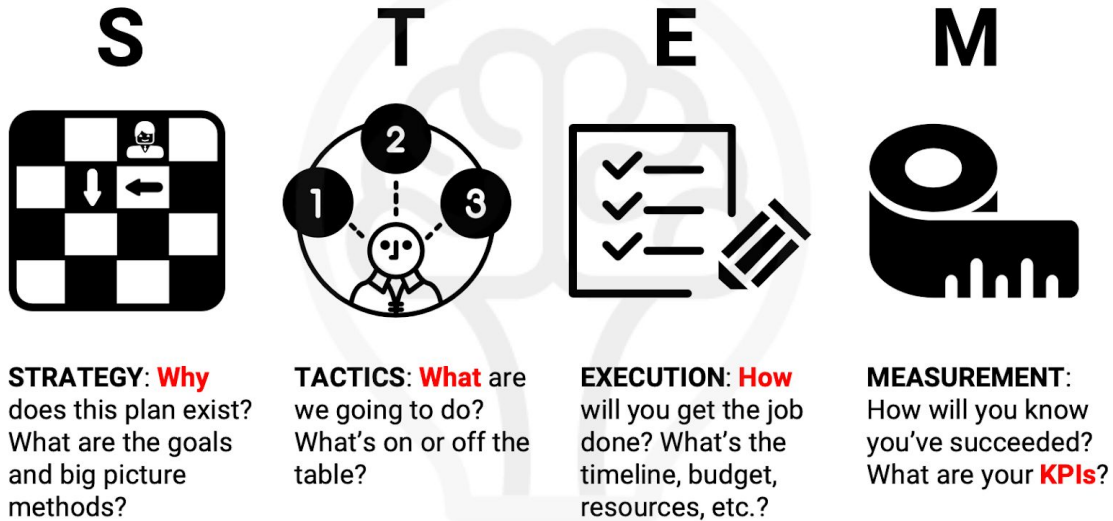 S
T
E
M
1
2
3
STRATEGY: Why
does this plan exist?
What are the goals
and big picture
methods?
TACTICS: What are
we going to do?
What's on or off the
table?
EXECUTION: How
will you get the job
done? What's the
timeline, budget,
resources, etc.?
MEASUREMENT:
How will you know
you've succeeded?
What are your KPIs?